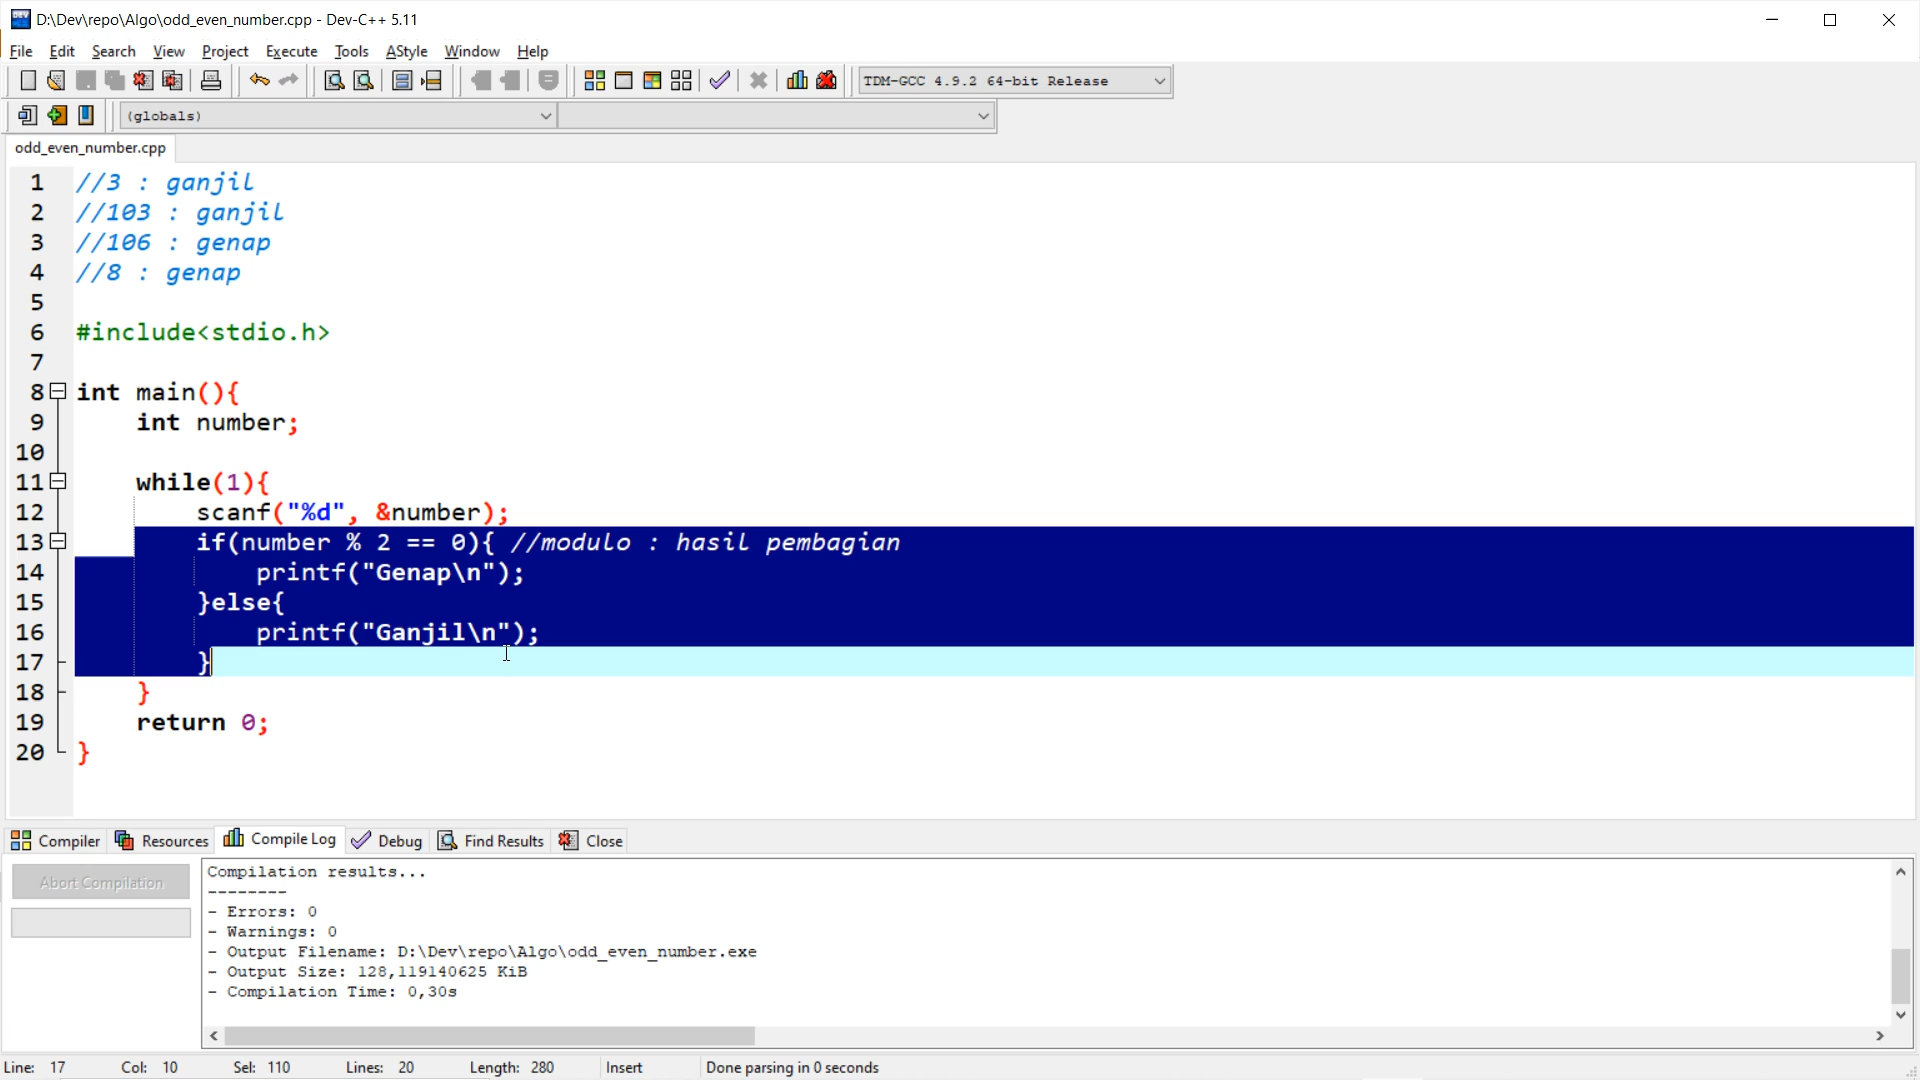 D:\Dev\repo\Algo\odd_even_number.cpp - Dev-C++ 5.11
File Edit Search View Project Execute Tools AStyle Window Help
TDM-GCC 4.9.2 64-bit Release
(globals)
odd_even_number.cpp
1 //3 : ganjil
2 //103 : ganjil
3 //106 : genap
4 //8 : genap
5
6 #include<stdio.h>
7
8 int main(){
9 int number;
10
11 while(1){
12 scanf("%d", &number);
13 if(number % 2 == 0){ //modulo : hasil pembagian
14 printf("Genap\n");
15 }else{
16 printf("Ganjil\n");
17 }
18 }
19 return 0;
20 }
Compiler Resources Compile Log Debug Find Results Close
Abort Compilation
Compilation results...
--------
- Errors: 0
- Warnings: 0
- Output Filename: D:\Dev\repo\Algo\odd_even_number.exe
- Output Size: 128,119140625 KiB
- Compilation Time: 0,30s
Line: 17 Col: 10 Sel: 110 Lines: 20 Length: 280 Insert Done parsing in 0 seconds